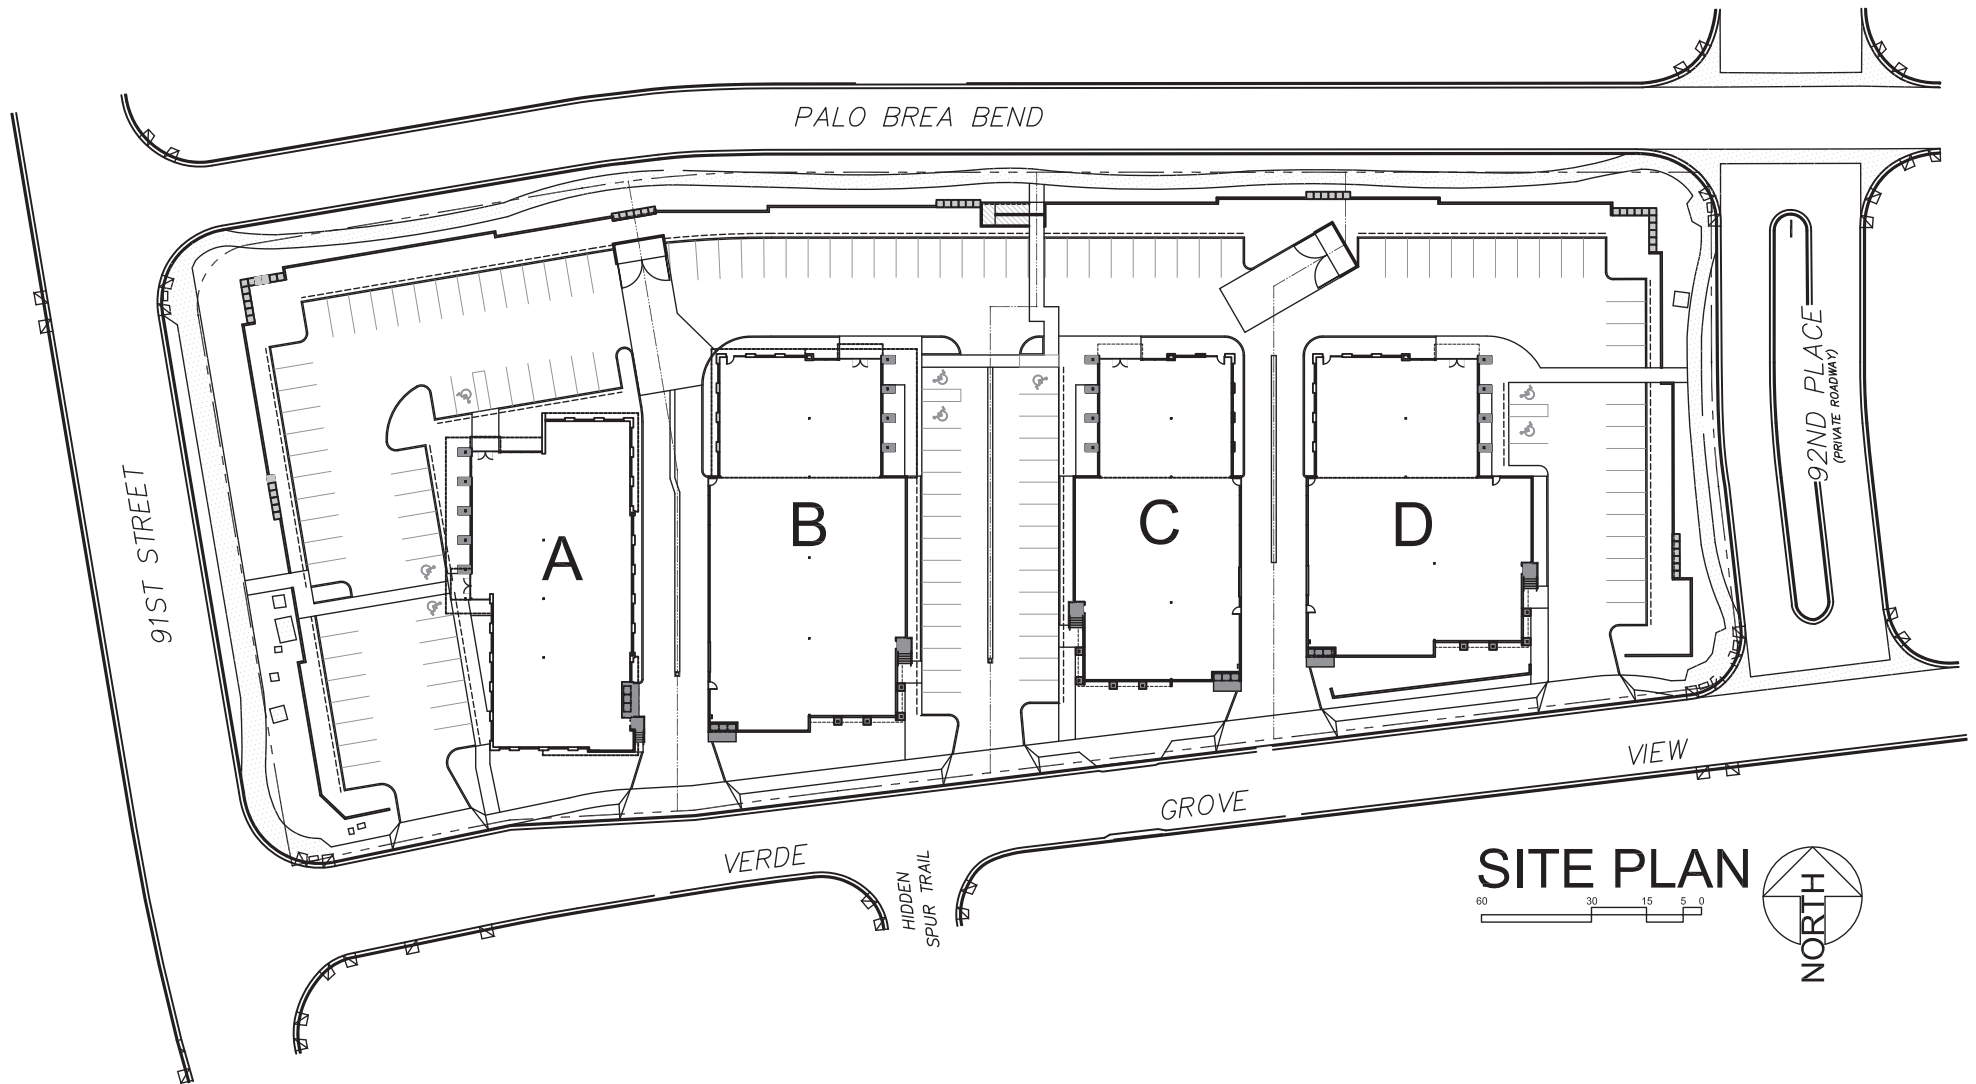 PALO BREA BEND
91ST STREET
92ND PLACE
(PRIVATE ROADWAY)
A
B
C
D
VERDE
GROVE
VIEW
HIDDEN
SPUR TRAIL
SITE PLAN
60 30 15 5 0
NORTH